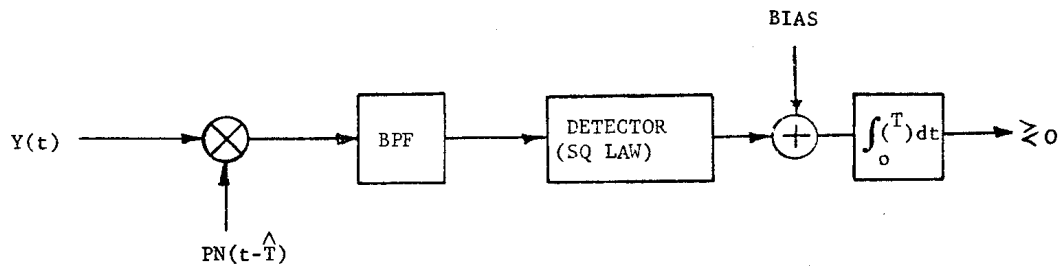 BIAS
Y(t)
BPF
DETECTOR
(SQ LAW)
∫₀(ᵀ)dt
≷0
PN(t-T̂)